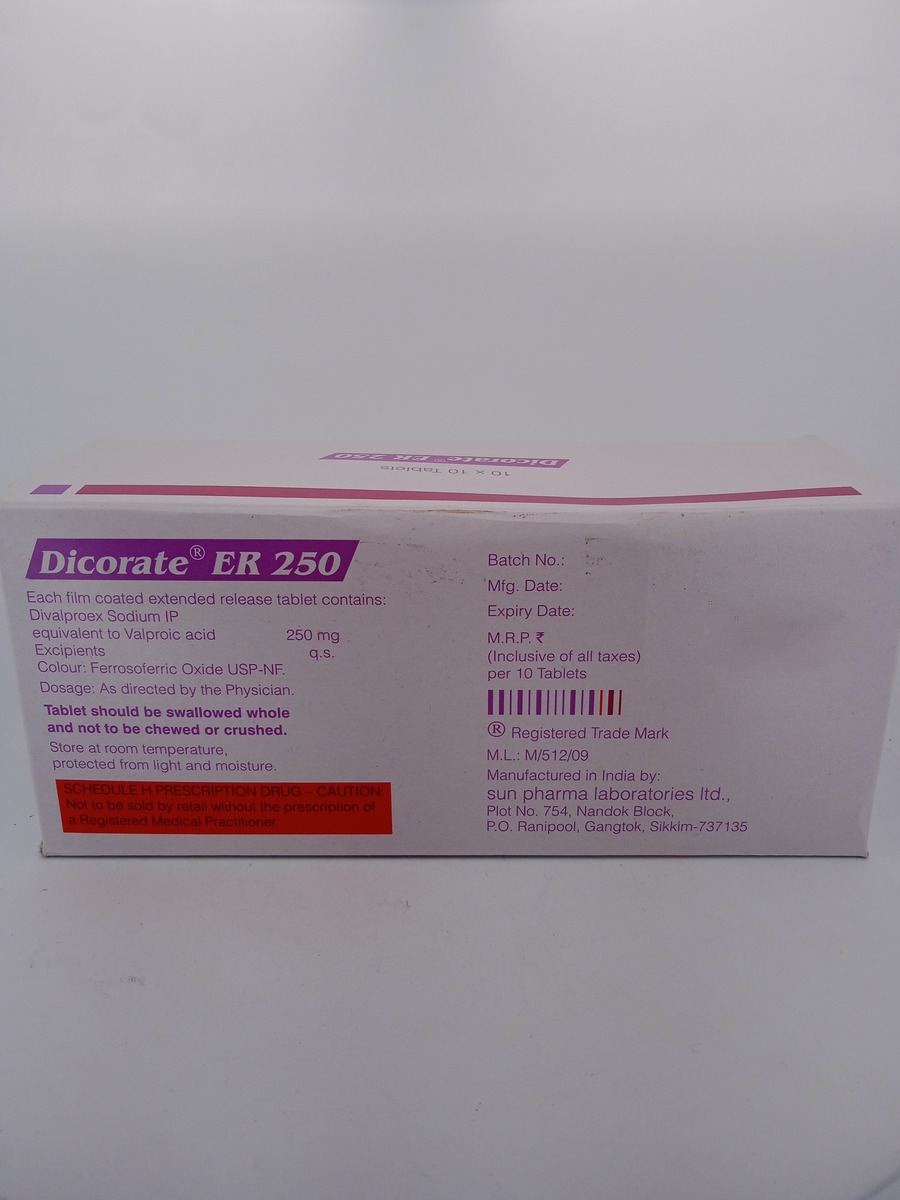 10 x 10 Tablets
Dicorate® ER 250
Dicorate® ER 250
Each film coated extended release tablet contains:
Divalproex Sodium IP
equivalent to Valproic acid 250 mg
Excipients q.s.
Colour: Ferrosoferric Oxide USP-NF.
Dosage: As directed by the Physician.
Tablet should be swallowed whole
and not to be chewed or crushed.
Store at room temperature,
protected from light and moisture.
SCHEDULE H PRESCRIPTION DRUG – CAUTION:
Not to be sold by retail without the prescription of
a Registered Medical Practitioner.
Batch No.:
Mfg. Date:
Expiry Date:
M.R.P. ₹
(Inclusive of all taxes)
per 10 Tablets
® Registered Trade Mark
M.L.: M/512/09
Manufactured in India by:
sun pharma laboratories ltd.,
Plot No. 754, Nandok Block,
P.O. Ranipool, Gangtok, Sikkim-737135